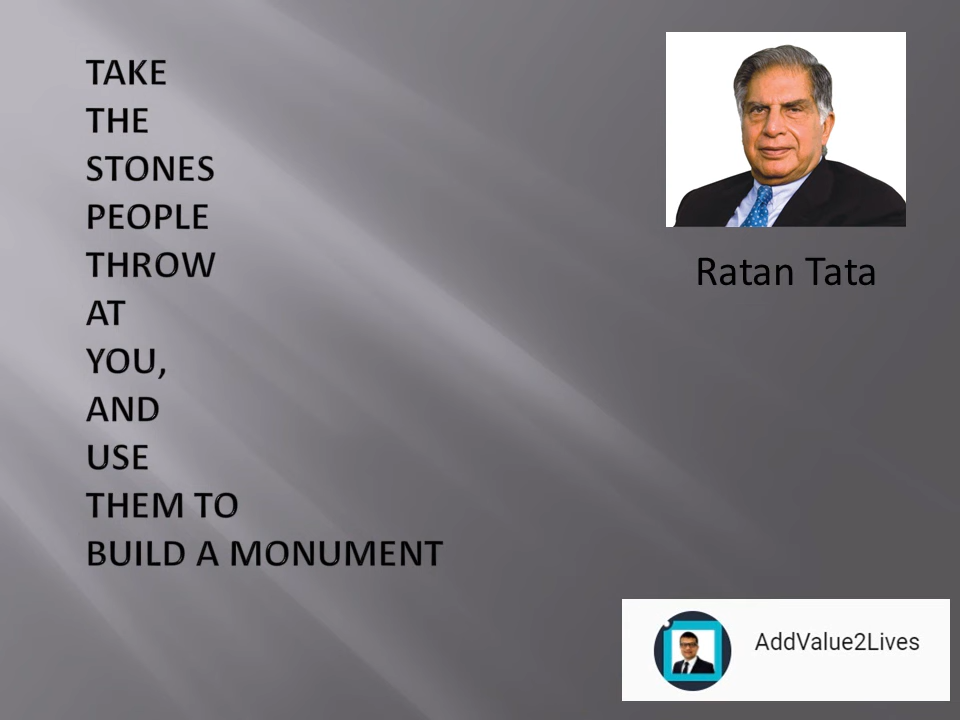 TAKE
THE
STONES
PEOPLE
THROW
AT
YOU,
AND
USE
THEM TO
BUILD A MONUMENT
Ratan Tata
AddValue2Lives